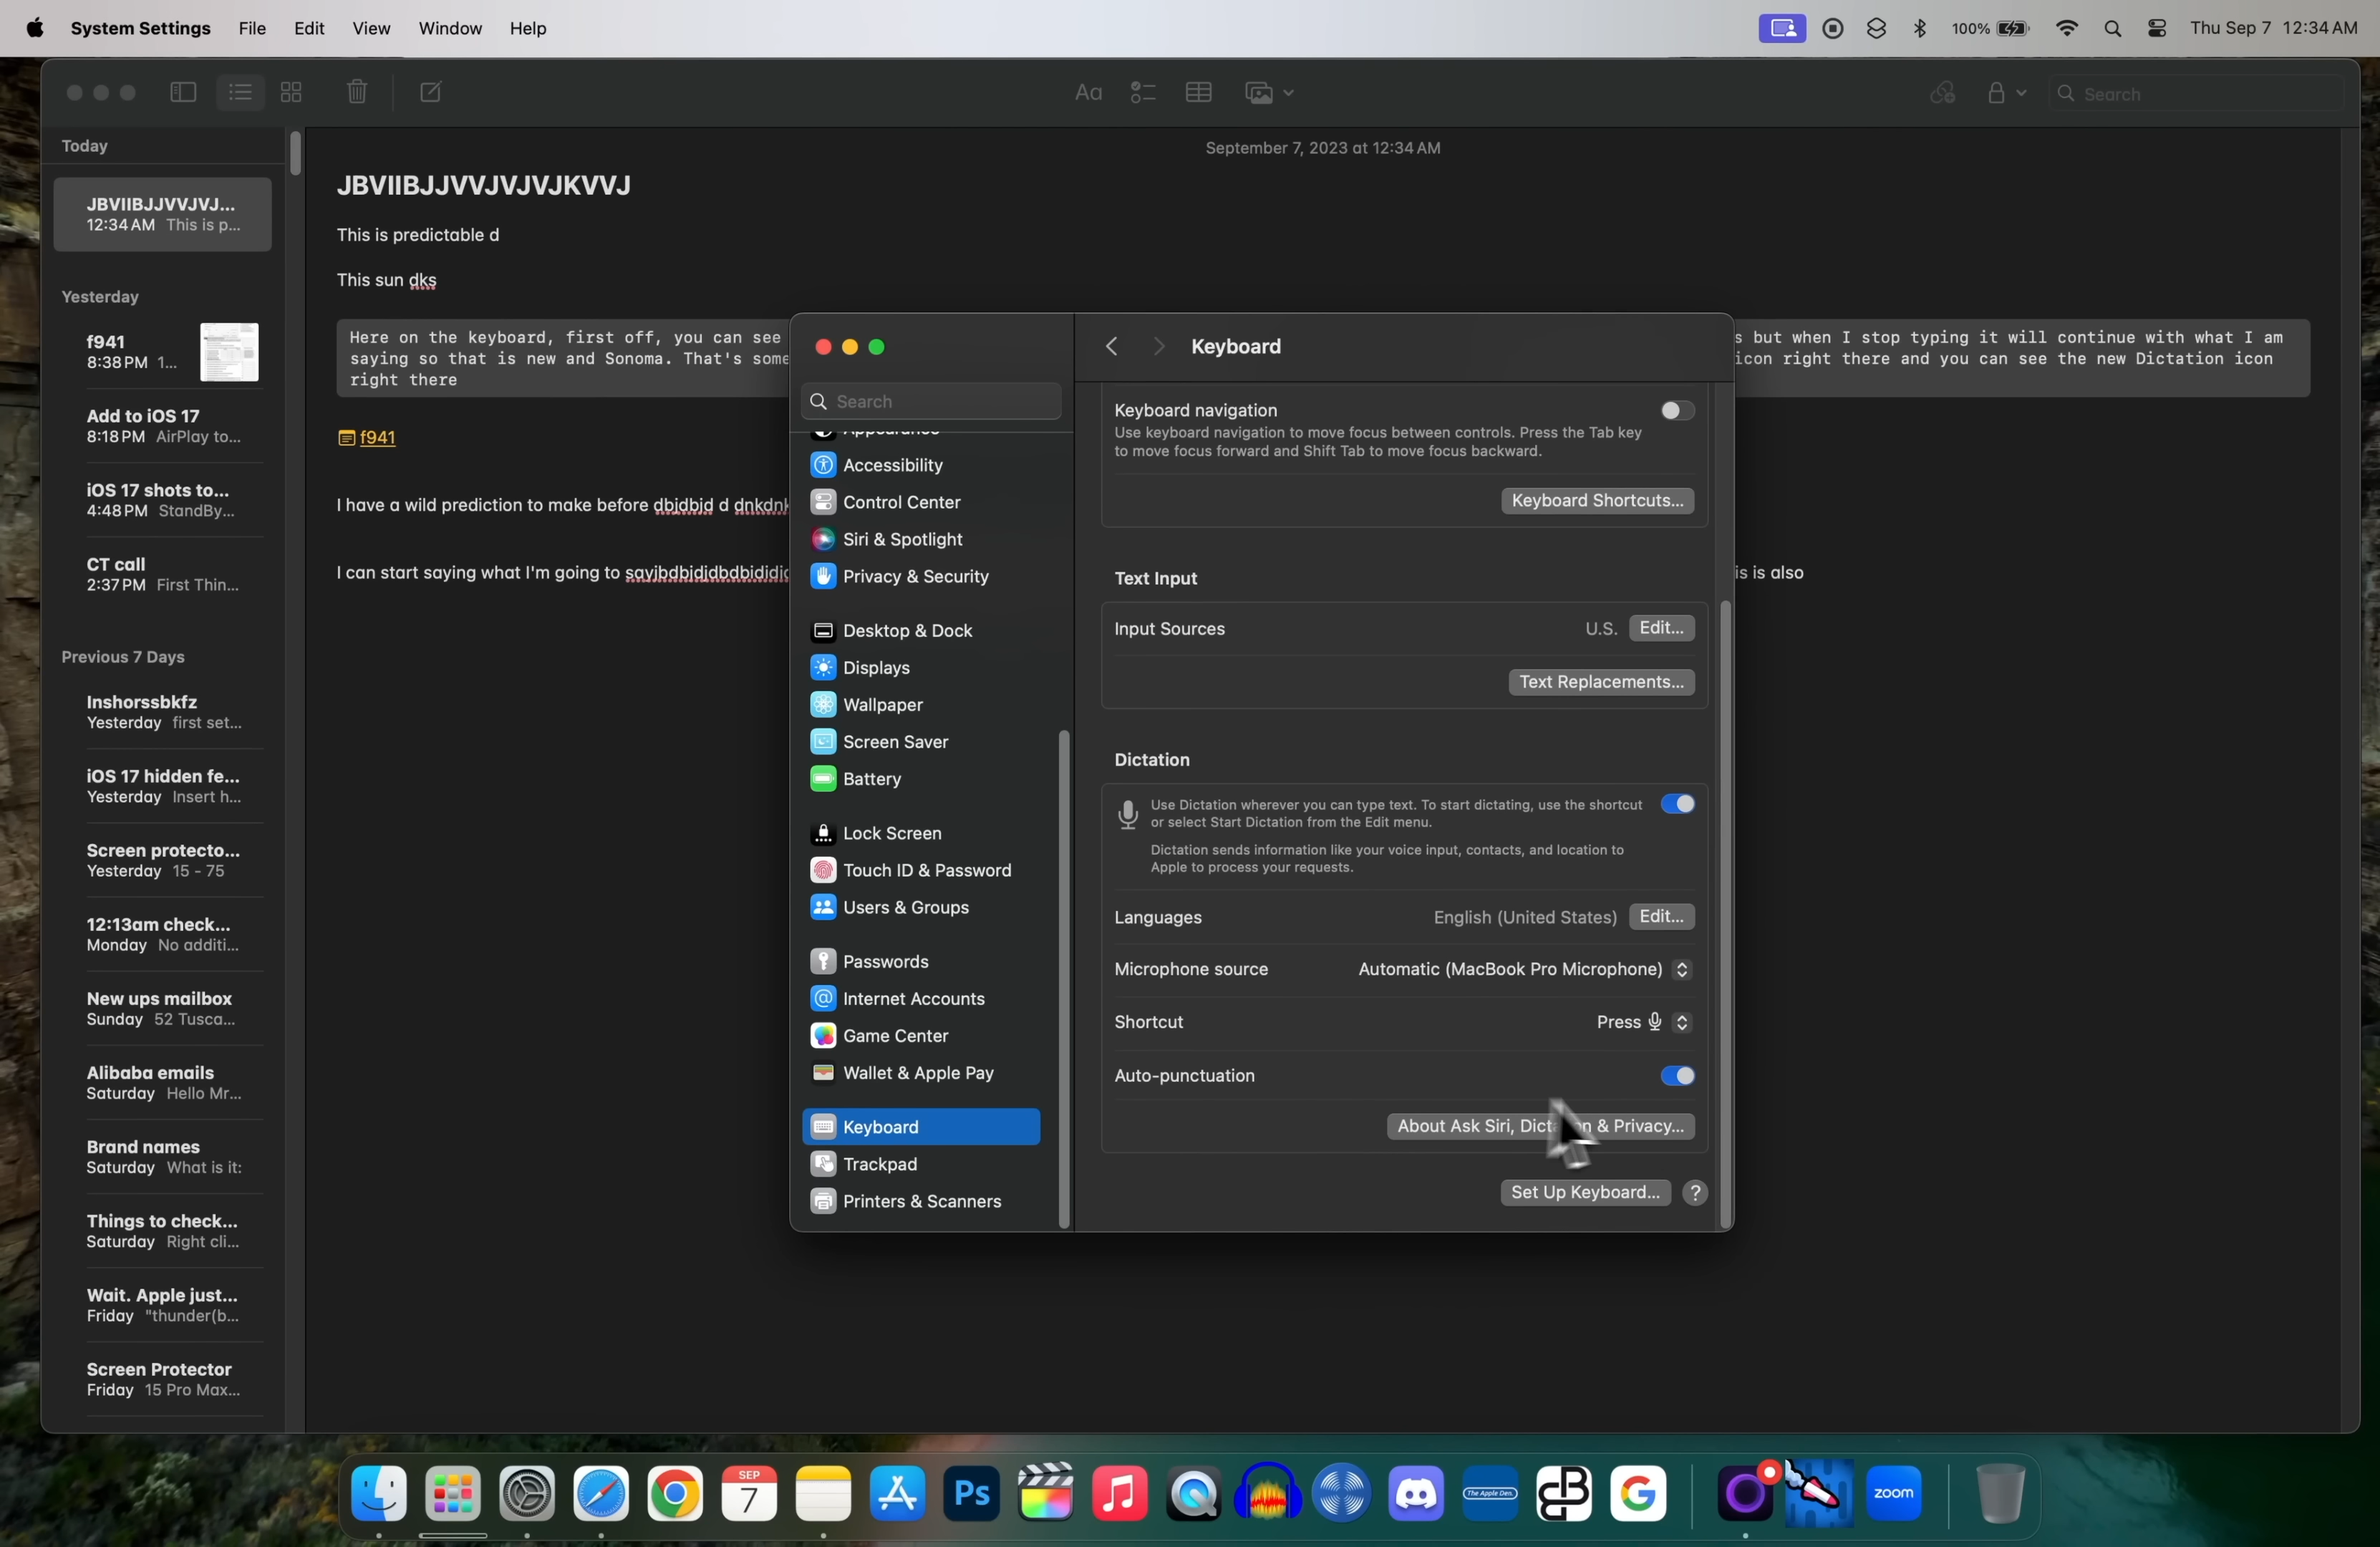 System Settings File Edit View Window Help
100% Thu Sep 7 12:34 AM
Aa
Search
Today
JBVIIBJJVVJVJ...
12:34 AM This is p...
Yesterday
f941
8:38 PM 1...
Add to iOS 17
8:18 PM AirPlay to...
iOS 17 shots to...
4:48 PM StandBy...
CT call
2:37 PM First Thin...
Previous 7 Days
Inshorssbkfz
Yesterday first set...
iOS 17 hidden fe...
Yesterday Insert h...
Screen protecto...
Yesterday 15 - 75
12:13am check...
Monday No additi...
New ups mailbox
Sunday 52 Tusca...
Alibaba emails
Saturday Hello Mr...
Brand names
Saturday What is it:
Things to check...
Saturday Right cli...
Wait. Apple just...
Friday "thunder(b...
Screen Protector
Friday 15 Pro Max...
September 7, 2023 at 12:34 AM
JBVIIBJJVVJVJVJKVVJ
This is predictable d
This sun dks
Here on the keyboard, first off, you can see
s but when I stop typing it will continue with what I am
saying so that is new and Sonoma. That's some
icon right there and you can see the new Dictation icon
right there
f941
I have a wild prediction to make before dbjdbjd d dnkdnk
I can start saying what I'm going to
is is also
Search
Appearance
Accessibility
Control Center
Siri & Spotlight
Privacy & Security
Desktop & Dock
Displays
Wallpaper
Screen Saver
Battery
Lock Screen
Touch ID & Password
Users & Groups
Passwords
Internet Accounts
Game Center
Wallet & Apple Pay
Keyboard
Trackpad
Printers & Scanners
Keyboard
Keyboard navigation
Use keyboard navigation to move focus between controls. Press the Tab key
to move focus forward and Shift Tab to move focus backward.
Keyboard Shortcuts...
Text Input
Input Sources U.S. Edit...
Text Replacements...
Dictation
Use Dictation wherever you can type text. To start dictating, use the shortcut
or select Start Dictation from the Edit menu.
Dictation sends information like your voice input, contacts, and location to
Apple to process your requests.
Languages English (United States) Edit...
Microphone source Automatic (MacBook Pro Microphone)
Shortcut Press
Auto-punctuation
About Ask Siri, & Privacy...
Set Up Keyboard... ?
SEP
7
Ps
The Apple Den.
zoom